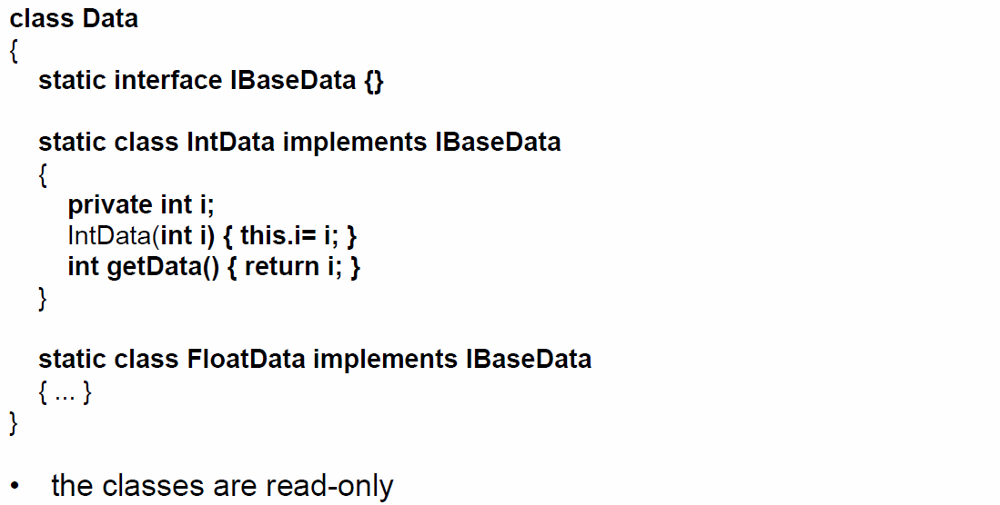 class Data
{
static interface IBaseData {}
static class IntData implements IBaseData
{
private int i;
IntData(int i) { this.i= i; }
int getData() { return i; }
}
static class FloatData implements IBaseData
{ ... }
}
• the classes are read-only